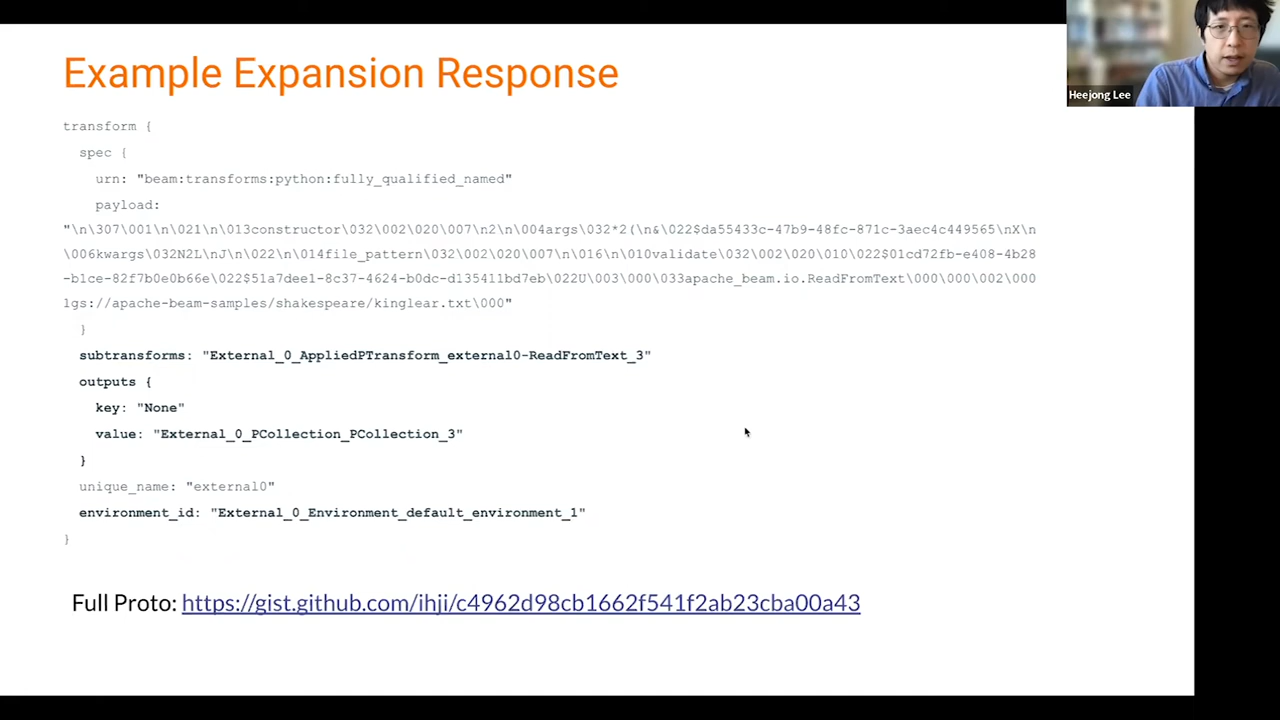 Example Expansion Response
Heejong Lee
transform {
spec {
urn: "beam:transforms:python:fully_qualified_named"
payload:
"\n\307\001\n\021\n\013constructor\032\002\020\007\n2\n\004args\032*2(\n&\022$da55433c-47b9-48fc-871c-3aec4c449565\nX\n
\006kwargs\032N2L\nJ\n\022\n\014file_pattern\032\002\020\007\n\016\n\010validate\032\002\020\010\022$01cd72fb-e408-4b28
-b1ce-82f7b0e0b66e\022$51a7dee1-8c37-4624-b0dc-d135411bd7eb\022U\003\000\033apache_beam.io.ReadFromText\000\000\002\000
lgs://apache-beam-samples/shakespeare/kinglear.txt\000"
}
subtransforms: "External_0_AppliedPTransform_external0-ReadFromText_3"
outputs {
key: "None"
value: "External_0_PCollection_PCollection_3"
}
unique_name: "external0"
environment_id: "External_0_Environment_default_environment_1"
}
Full Proto: https://gist.github.com/ihji/c4962d98cb1662f541f2ab23cba00a43